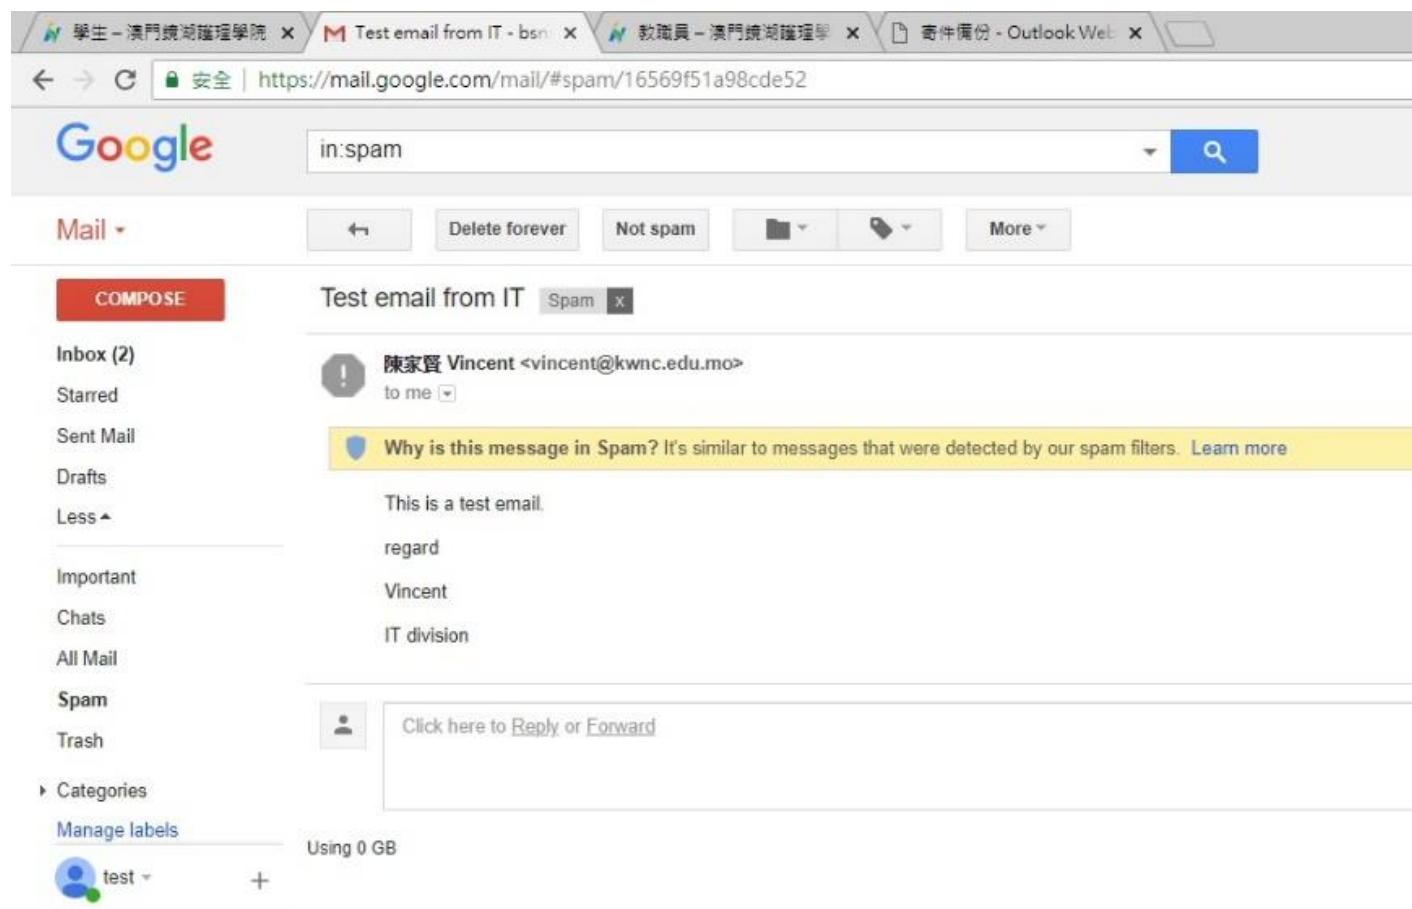 學生 – 澳門鏡湖護理學院
Test email from IT - bsn
教職員 – 澳門鏡湖護理學
寄件備份 - Outlook Web
安全 | https://mail.google.com/mail/#spam/16569f51a98cde52
Google
in:spam
Mail
Delete forever
Not spam
More
COMPOSE
Test email from IT Spam x
Inbox (2)
陳家賢 Vincent <vincent@kwnc.edu.mo>
Starred
to me
Sent Mail
Why is this message in Spam? It's similar to messages that were detected by our spam filters. Learn more
Drafts
This is a test email.
Less
regard
Important
Vincent
Chats
IT division
All Mail
Spam
Click here to Reply or Forward
Trash
Categories
Manage labels
Using 0 GB
test